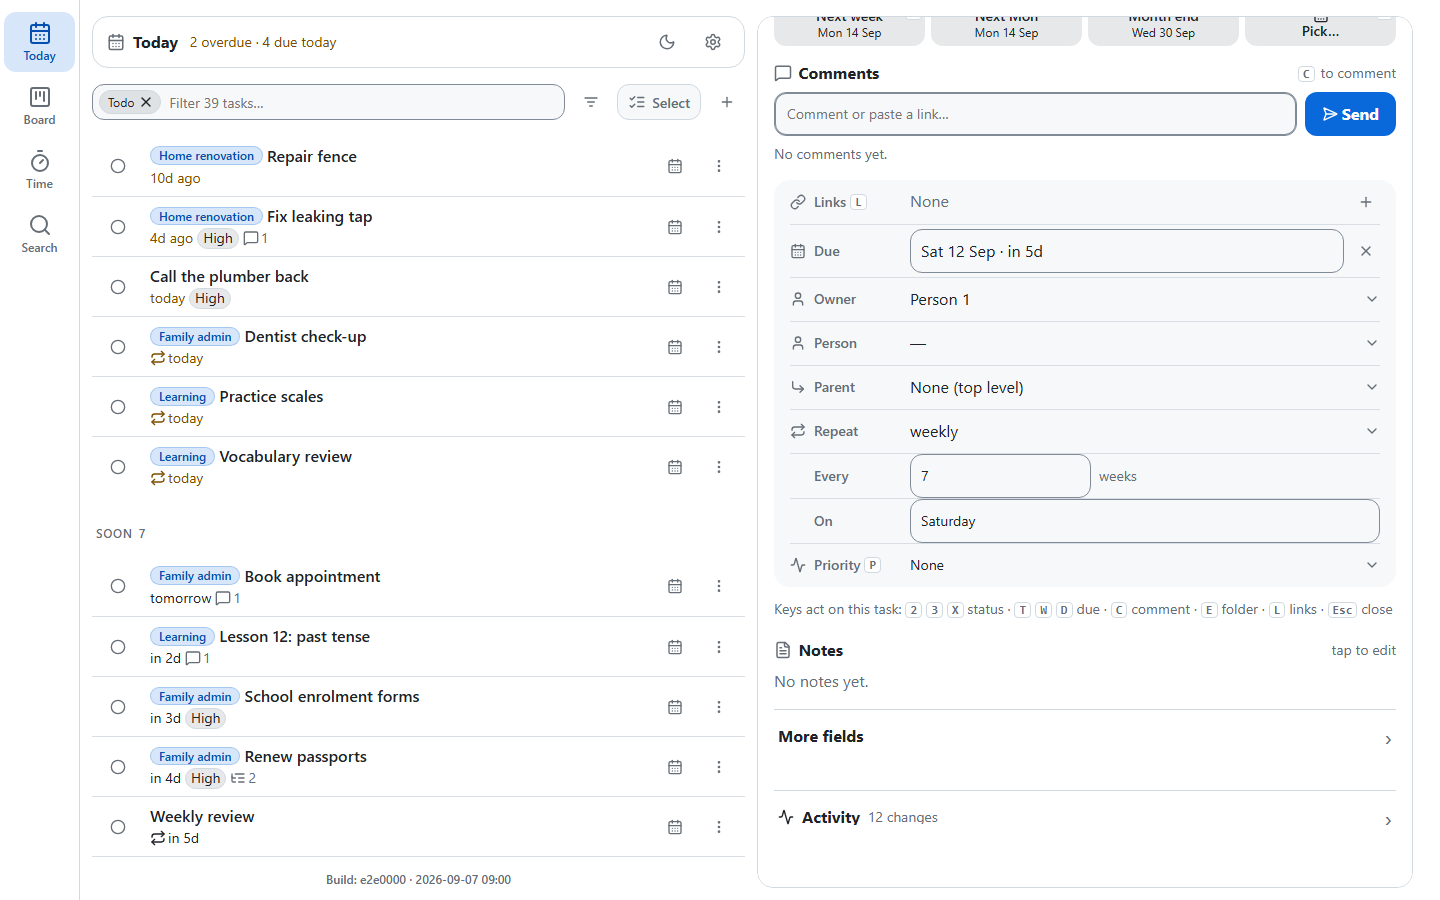 Today
Board
Time
Search
Today 2 overdue · 4 due today
Todo Filter 39 tasks...
Select
Home renovation Repair fence
10d ago
Home renovation Fix leaking tap
4d ago High 1
Call the plumber back
today High
Family admin Dentist check-up
today
Learning Practice scales
today
Learning Vocabulary review
today
SOON 7
Family admin Book appointment
tomorrow 1
Learning Lesson 12: past tense
in 2d 1
Family admin School enrolment forms
in 3d High
Family admin Renew passports
in 4d High 2
Weekly review
in 5d
Build: e2e0000 · 2026-09-07 09:00
Next week
Mon 14 Sep
Next Mon
Mon 14 Sep
Month end
Wed 30 Sep
Pick...
Comments C to comment
Comment or paste a link...
Send
No comments yet.
Links L None
Due Sat 12 Sep · in 5d
Owner Person 1
Person —
Parent None (top level)
Repeat weekly
Every 7 weeks
On Saturday
Priority P None
Keys act on this task: 2 3 X status · T W D due · C comment · E folder · L links · Esc close
Notes tap to edit
No notes yet.
More fields
Activity 12 changes